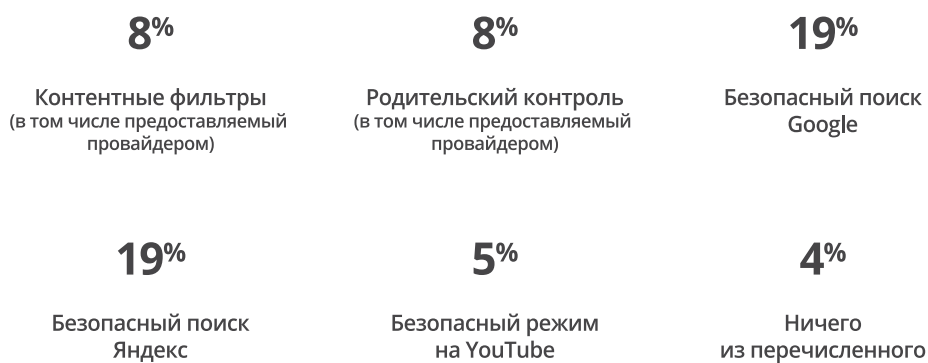 8%
Контентные фильтры
(в том числе предоставляемый
провайдером)
8%
Родительский контроль
(в том числе предоставляемый
провайдером)
19%
Безопасный поиск
Google
19%
Безопасный поиск
Яндекс
5%
Безопасный режим
на YouTube
4%
Ничего
из перечисленного